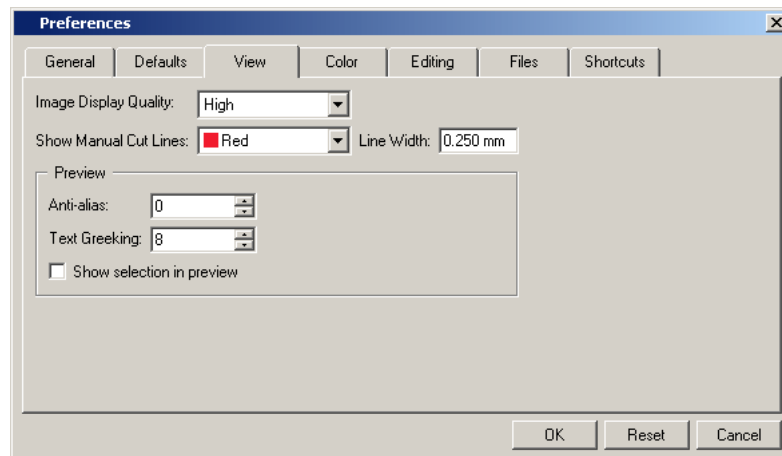 Preferences
General Defaults View Color Editing Files Shortcuts
Image Display Quality: High
Show Manual Cut Lines: Red Line Width: 0.250 mm
Preview
Anti-alias: 0
Text Greeking: 8
Show selection in preview
OK Reset Cancel